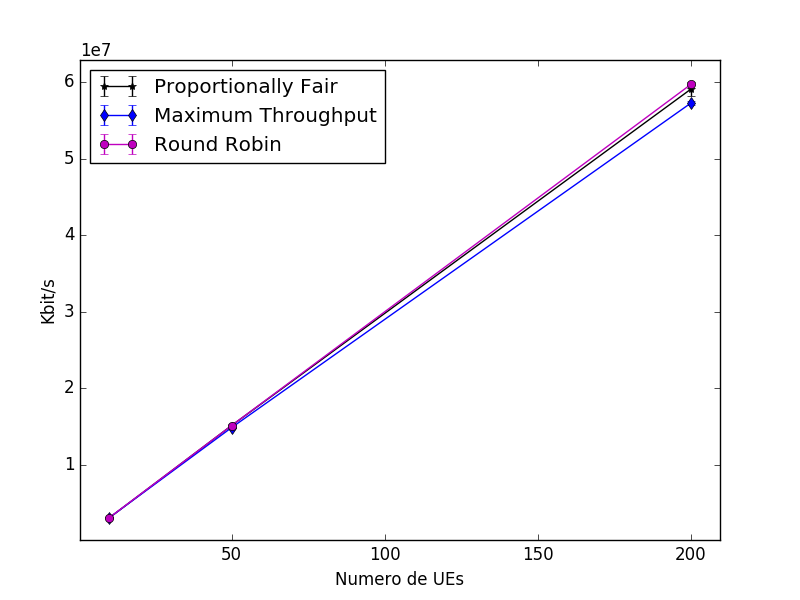 1e7
Proportionally Fair
Maximum Throughput
Round Robin
6
5
4
3
2
1
Kbit/s
50 100 150 200
Numero de UEs